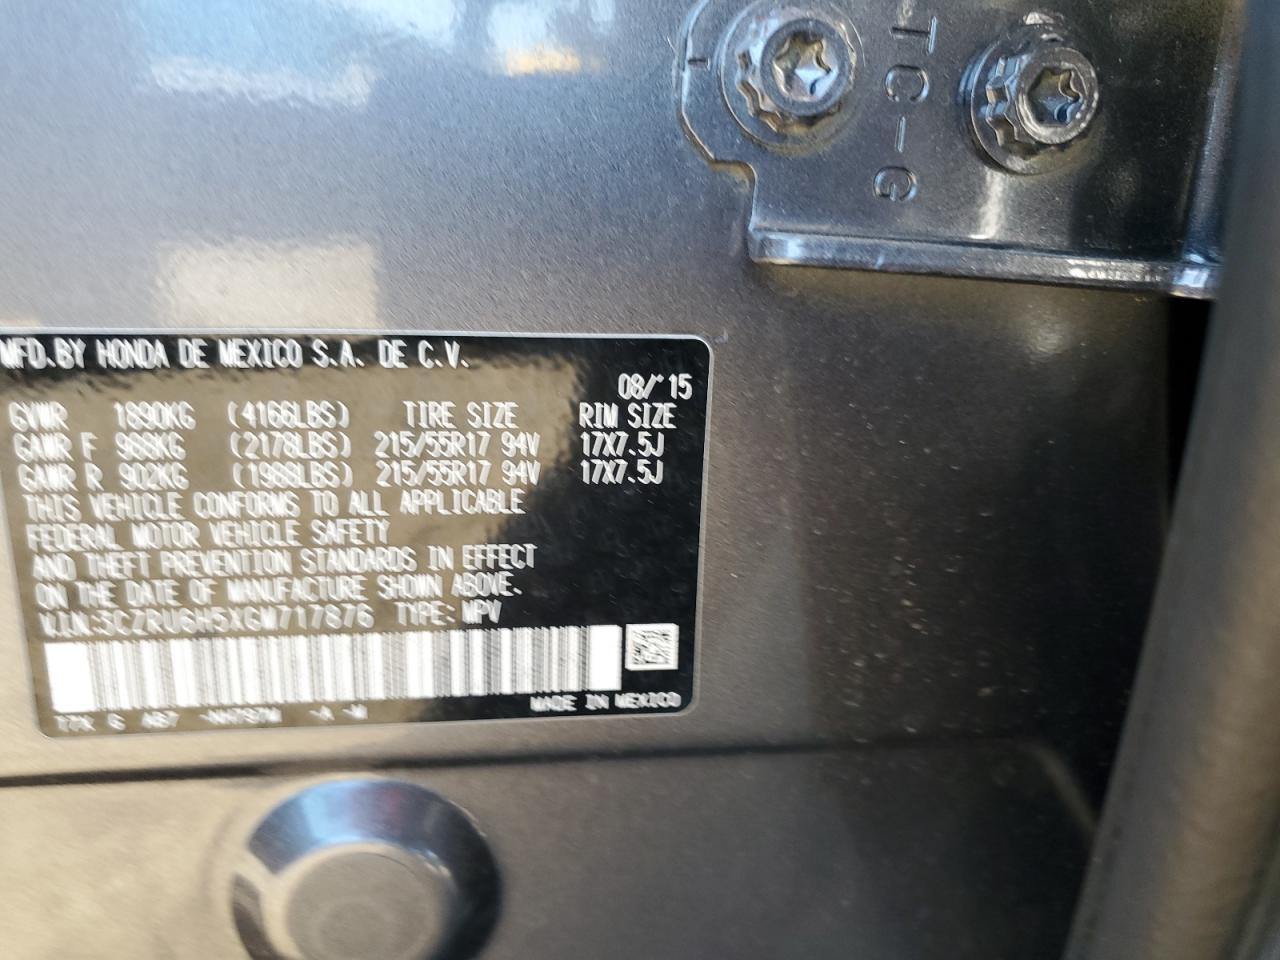 TC-G
MFD.BY HONDA DE MEXICO S.A. DE C.V.
08/'15
GVWR 1890KG (4166LBS) TIRE SIZE RIM SIZE
GAWR F 988KG (2178LBS) 215/55R17 94V 17X7.5J
GAWR R 902KG (1988LBS) 215/55R17 94V 17X7.5J
THIS VEHICLE CONFORMS TO ALL APPLICABLE
FEDERAL MOTOR VEHICLE SAFETY
AND THEFT PREVENTION STANDARDS IN EFFECT
ON THE DATE OF MANUFACTURE SHOWN ABOVE.
VIN:3CZRU6H5XGM717876 TYPE: MPV
G -A
MADE IN MEXICO